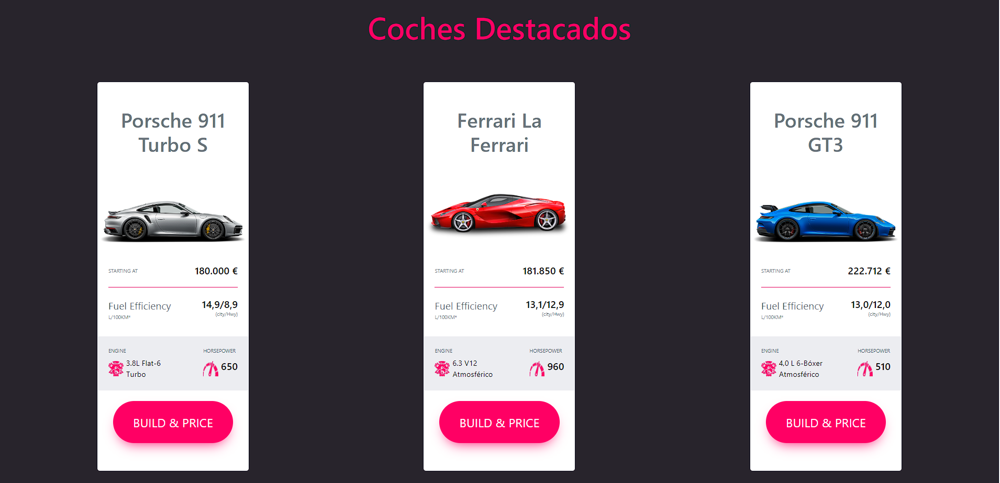 Coches Destacados
Porsche 911
Turbo S
STARTING AT 180.000 €
Fuel Efficiency 14,9/8,9
L/100KM* (city/Hwy)
ENGINE HORSEPOWER
3.8L Flat-6
Turbo
650
BUILD & PRICE
Ferrari La
Ferrari
STARTING AT 181.850 €
Fuel Efficiency 13,1/12,9
L/100KM* (city/Hwy)
ENGINE HORSEPOWER
6.3 V12
Atmosférico
960
BUILD & PRICE
Porsche 911
GT3
STARTING AT 222.712 €
Fuel Efficiency 13,0/12,0
L/100KM* (city/Hwy)
ENGINE HORSEPOWER
4,0 L 6-Bóxer
Atmosférico
510
BUILD & PRICE